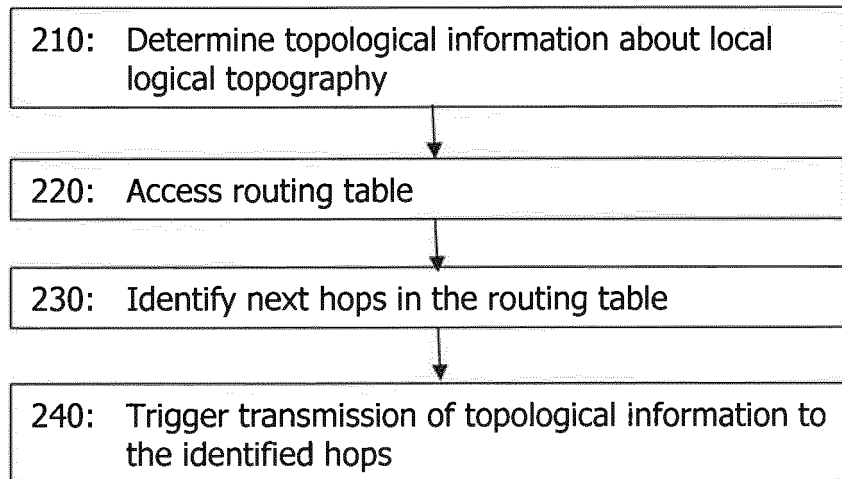 210: Determine topological information about local
logical topography
220: Access routing table
230: Identify next hops in the routing table
240: Trigger transmission of topological information to
the identified hops